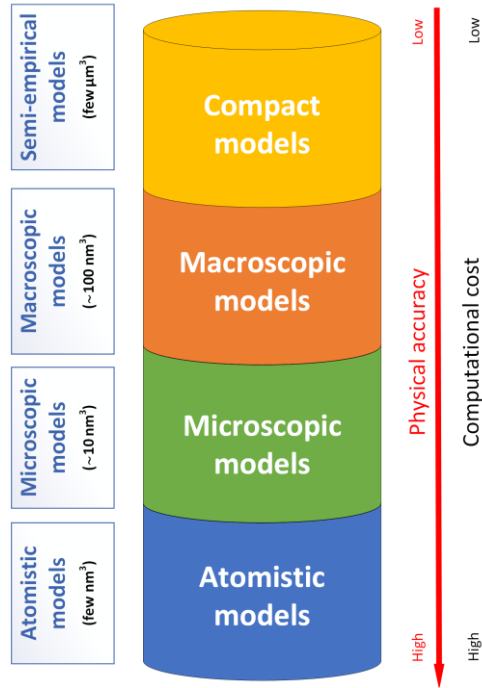 Semi-empirical
models
(few µm³)
Compact
models
Macroscopic
models
(~100 nm³)
Macroscopic
models
Microscopic
models
(~10 nm³)
Microscopic
models
Atomistic
models
(few nm³)
Atomistic
models
Low
Physical accuracy
High
Low
Computational cost
High